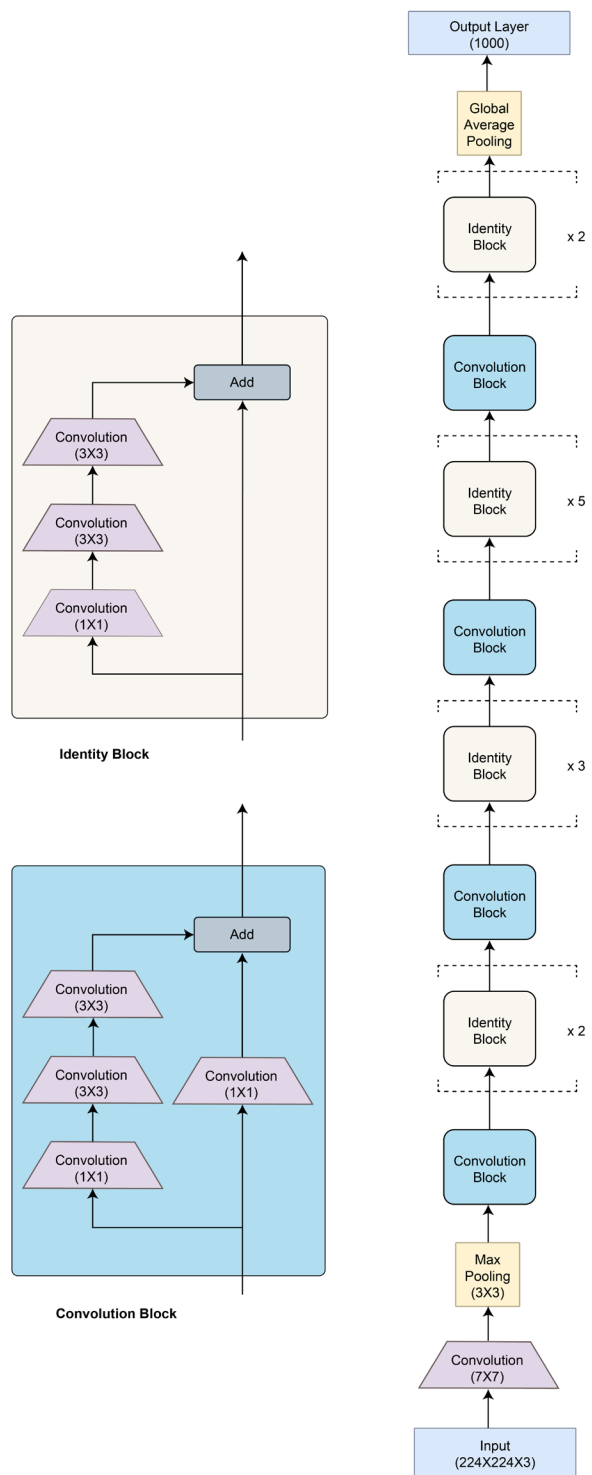 Add
Convolution
(3X3)
Convolution
(3X3)
Convolution
(1X1)
Identity Block
Add
Convolution
(3X3)
Convolution
(3X3)
Convolution
(1X1)
Convolution
(1X1)
Convolution Block
Output Layer
(1000)
Global
Average
Pooling
Identity
Block
x 2
Convolution
Block
Identity
Block
x 5
Convolution
Block
Identity
Block
x 3
Convolution
Block
Identity
Block
x 2
Convolution
Block
Max
Pooling
(3X3)
Convolution
(7X7)
Input
(224X224X3)